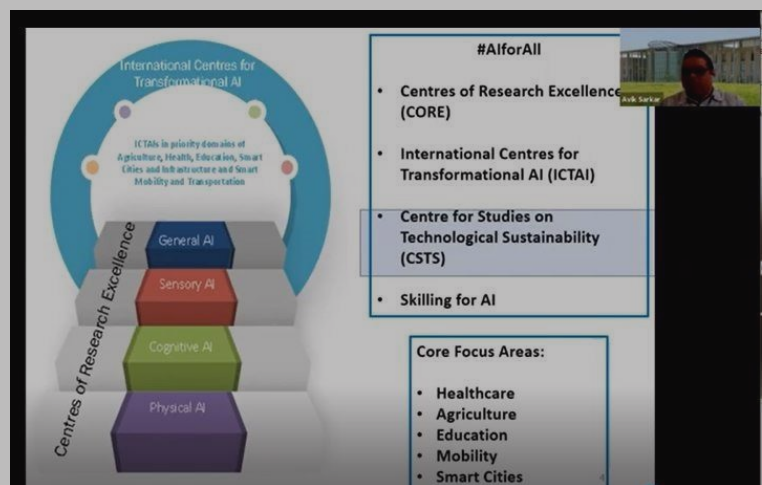 International Centres for
Transformational AI
ICTAIs in priority domains of
Agriculture, Health, Education, Smart
Cities and Infrastructure and Smart
Mobility and Transportation
General AI
Sensory AI
Cognitive AI
Physical AI
Centres of Research Excellence
#AIforAll
• Centres of Research Excellence
(CORE)
• International Centres for
Transformational AI (ICTAI)
• Centre for Studies on
Technological Sustainability
(CSTS)
• Skilling for AI
Core Focus Areas:
• Healthcare
• Agriculture
• Education
• Mobility
• Smart Cities
Avik Sarkar